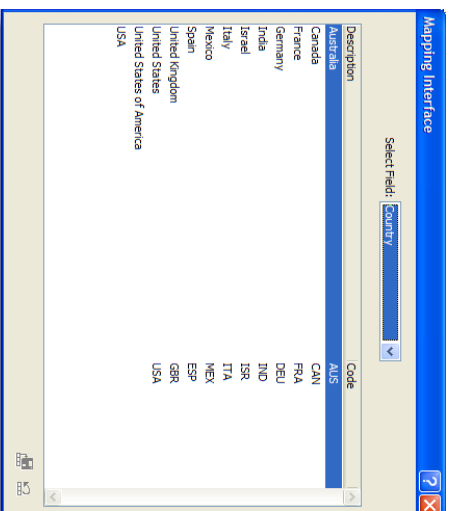 Mapping Interface
Select Field: Country
Description Code
Australia AUS
Canada CAN
France FRA
Germany DEU
India IND
Israel ISR
Italy ITA
Mexico MEX
Spain ESP
United Kingdom GBR
United States USA
United States of America
USA